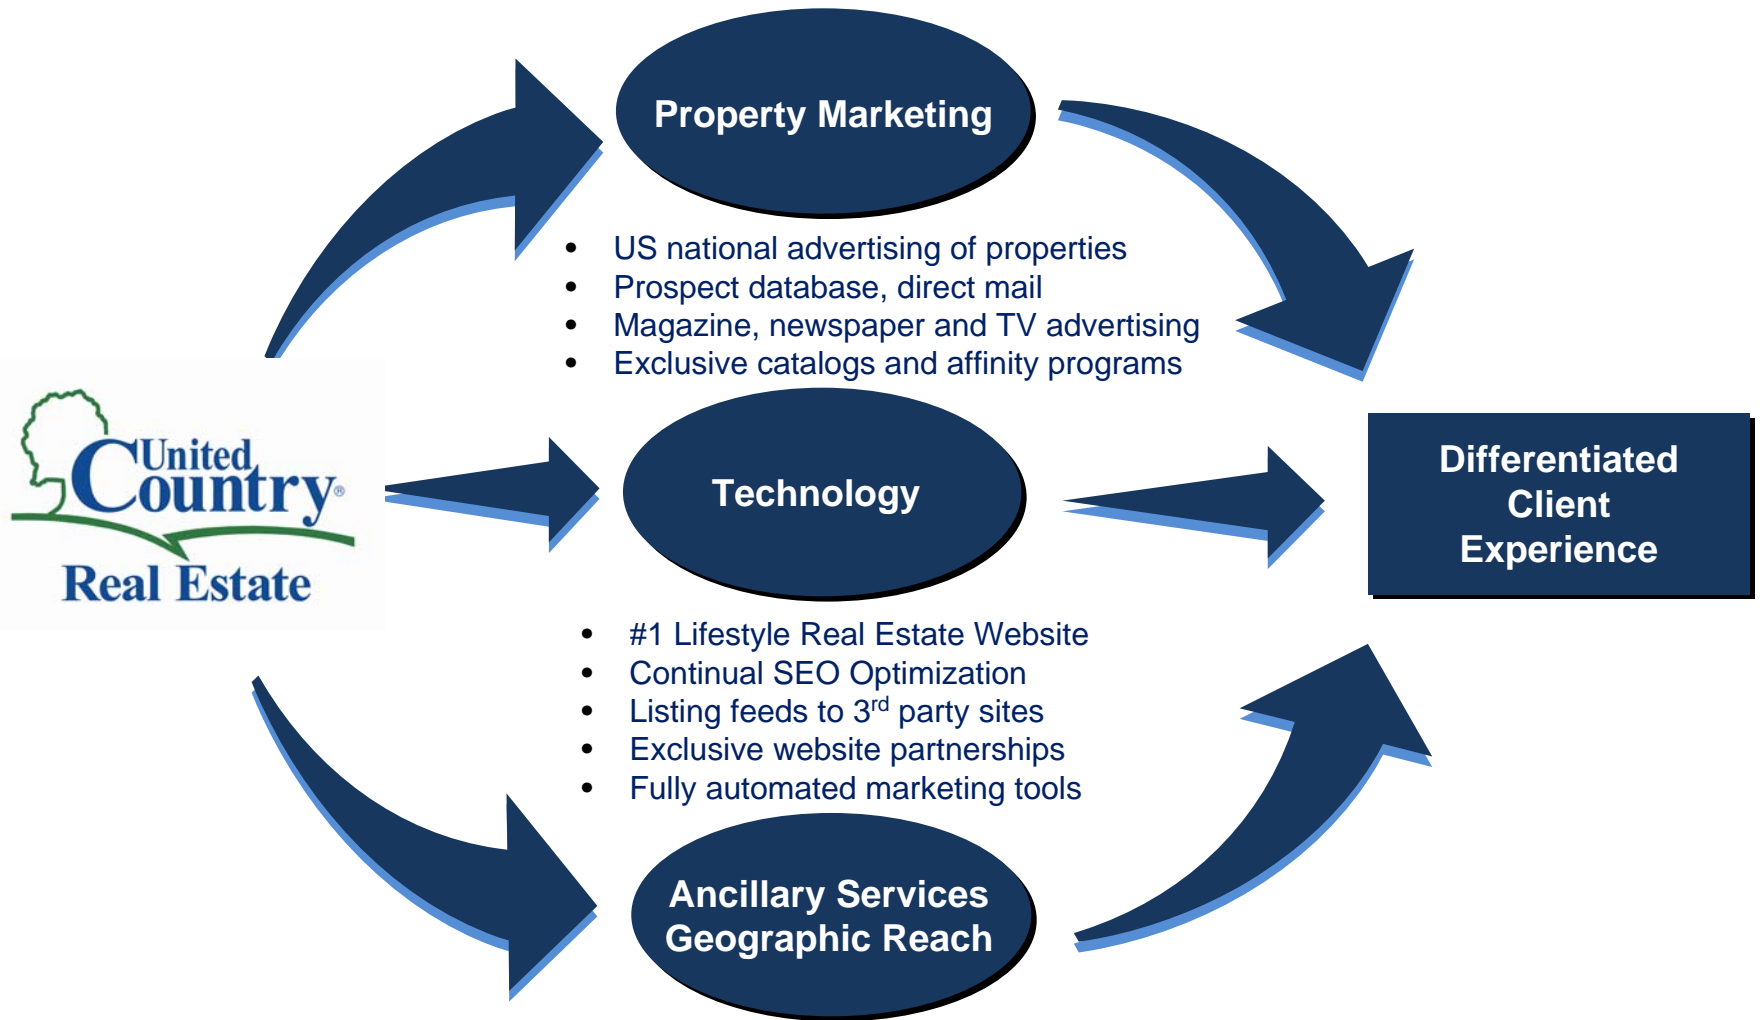 Property Marketing
• US national advertising of properties
• Prospect database, direct mail
• Magazine, newspaper and TV advertising
• Exclusive catalogs and affinity programs
United
Country®
Real Estate
Technology
Differentiated
Client
Experience
• #1 Lifestyle Real Estate Website
• Continual SEO Optimization
• Listing feeds to 3rd party sites
• Exclusive website partnerships
• Fully automated marketing tools
Ancillary Services
Geographic Reach